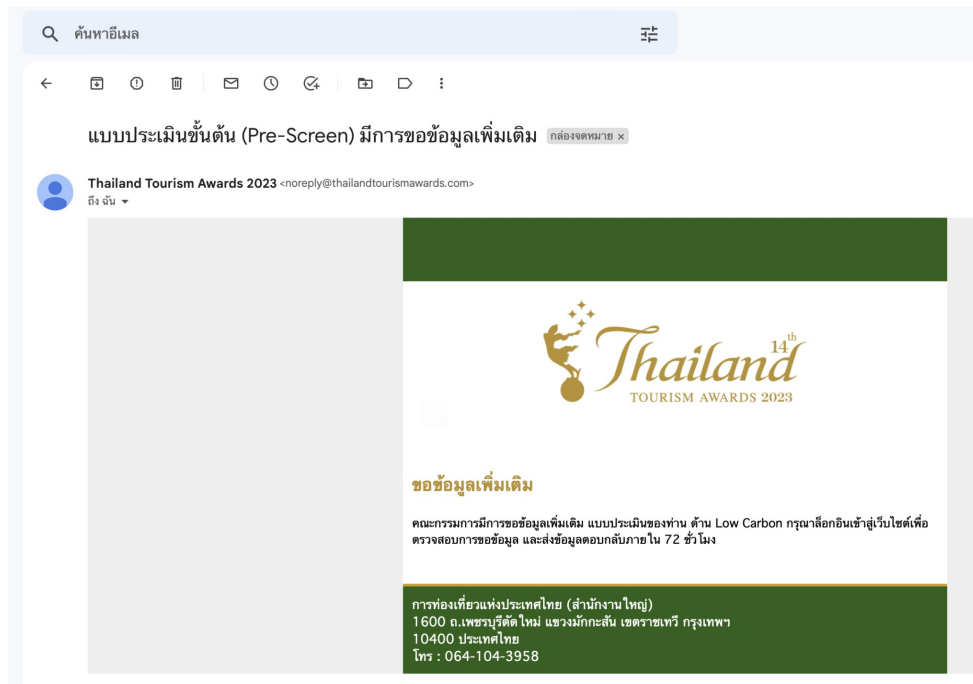 ค้นหาอีเมล
แบบประเมินขั้นต้น (Pre-Screen) มีการขอข้อมูลเพิ่มเติม กล่องจดหมาย ×
Thailand Tourism Awards 2023 <noreply@thailandtourismawards.com>
ถึง ฉัน
14th
Thailand
TOURISM AWARDS 2023
ขอข้อมูลเพิ่มเติม
คณะกรรมการมีการขอข้อมูลเพิ่มเติม แบบประเมินของท่าน ด้าน Low Carbon กรุณาล็อกอินเข้าสู่เว็บไซต์เพื่อ
ตรวจสอบการขอข้อมูล และส่งข้อมูลตอบกลับภายใน 72 ชั่วโมง
การท่องเที่ยวแห่งประเทศไทย (สำนักงานใหญ่)
1600 ถ.เพชรบุรีตัดใหม่ แขวงมักกะสัน เขตราชเทวี กรุงเทพฯ
10400 ประเทศไทย
โทร : 064-104-3958